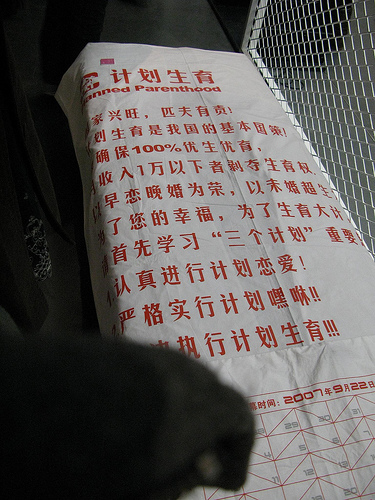 计划生育
anned Parenthood
家兴旺，匹夫有责！
划生育是我国的基本国策！
确保100%优生优育，
收入1万以下者剥夺生育权
早恋晚婚为荣，以未婚超生
了您的幸福，为了生育大计
首先学习“三个计划”重要
认真进行计划恋爱！
严格实行计划嘿咻!!
执行计划生育!!!
时间：2007年9月22日